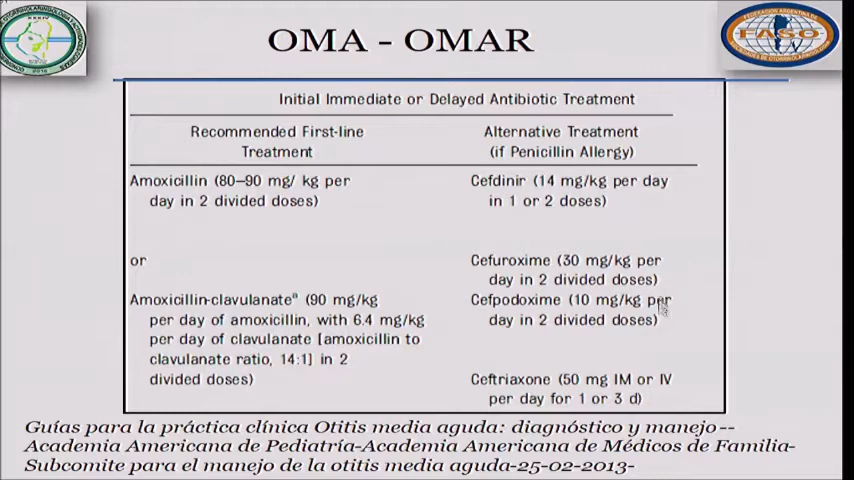 OMA - OMAR
FASO
Initial Immediate or Delayed Antibiotic Treatment
Recommended First-line
Treatment
Alternative Treatment
(if Penicillin Allergy)
Amoxicillin (80–90 mg/ kg per
day in 2 divided doses)
Cefdinir (14 mg/kg per day
in 1 or 2 doses)
or
Cefuroxime (30 mg/kg per
day in 2 divided doses)
Amoxicillin-clavulanateª (90 mg/kg
per day of amoxicillin, with 6.4 mg/kg
per day of clavulanate [amoxicillin to
clavulanate ratio, 14:1] in 2
divided doses)
Cefpodoxime (10 mg/kg per
day in 2 divided doses)
Ceftriaxone (50 mg IM or IV
per day for 1 or 3 d)
Guías para la práctica clínica Otitis media aguda: diagnóstico y manejo--
Academia Americana de Pediatría-Academia Americana de Médicos de Familia-
Subcomite para el manejo de la otitis media aguda-25-02-2013-